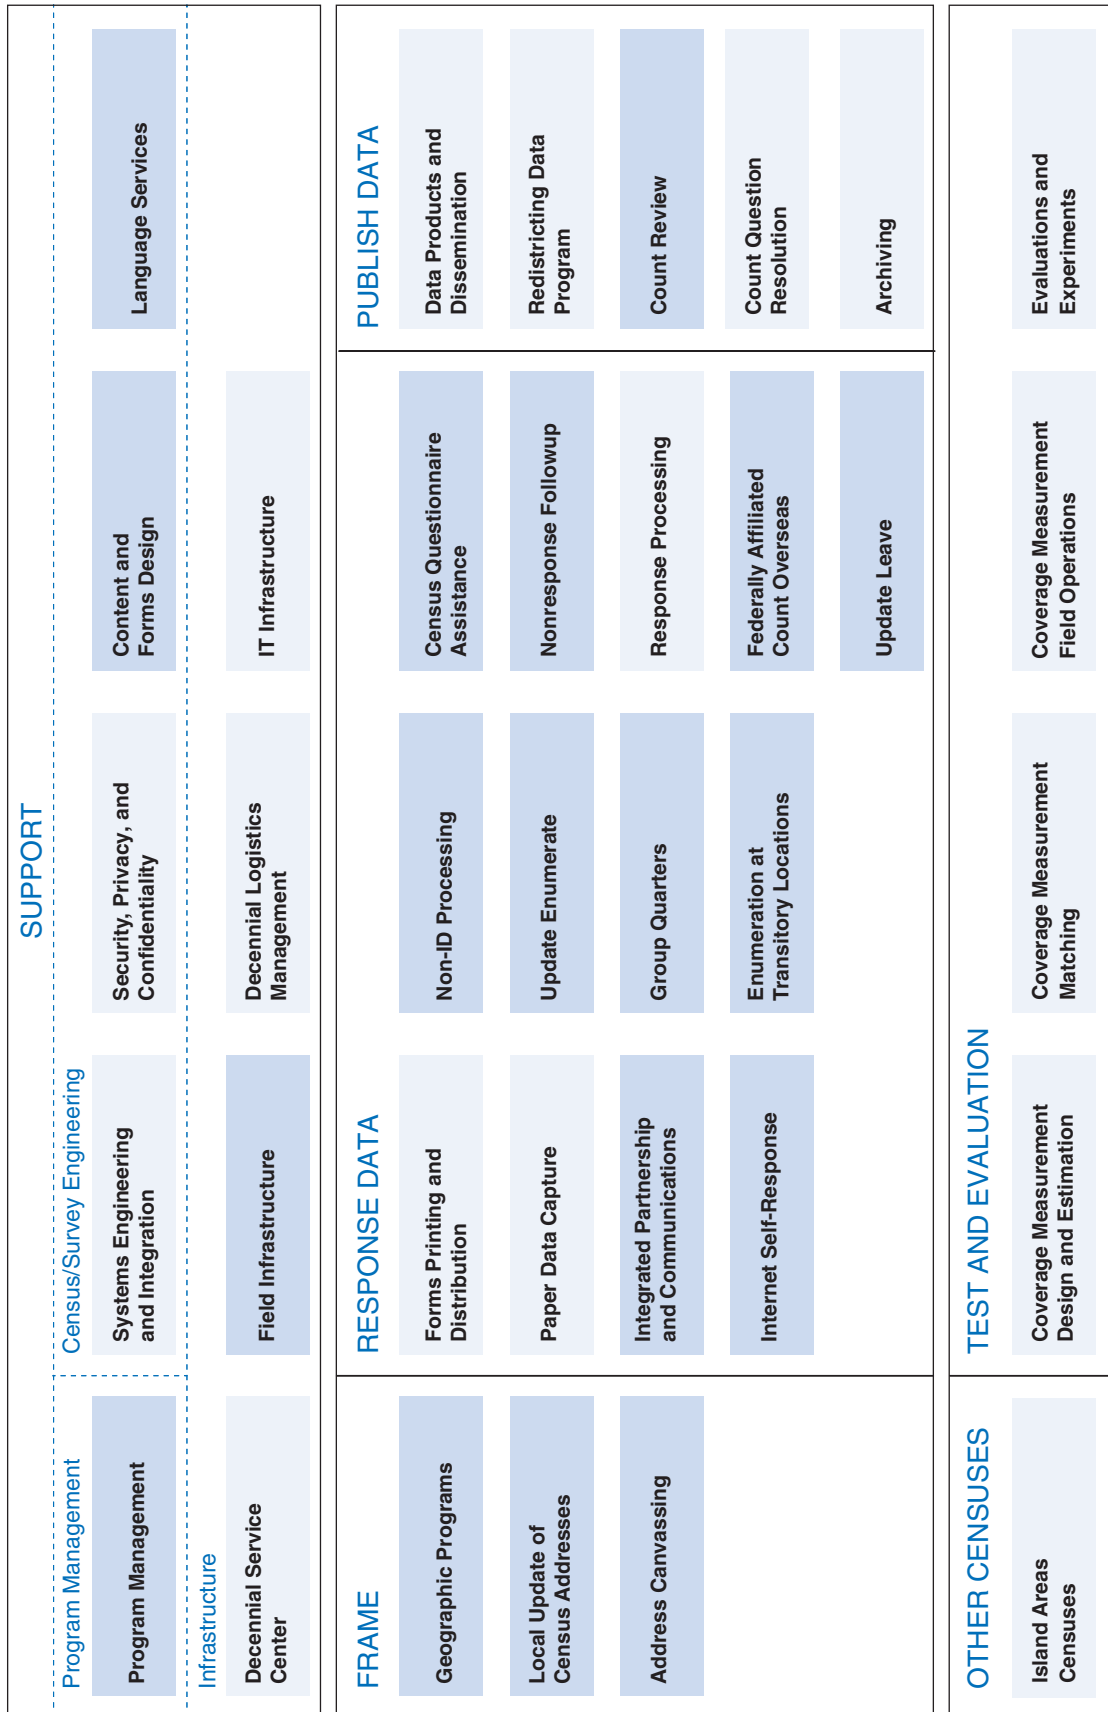 SUPPORT
Program Management
Census/Survey Engineering
Program Management
Systems Engineering
and Integration
Security, Privacy, and
Confidentiality
Content and
Forms Design
Language Services
Infrastructure
Decennial Service
Center
Field Infrastructure
Decennial Logistics
Management
IT Infrastructure
FRAME
Geographic Programs
Local Update of
Census Addresses
Address Canvassing
RESPONSE DATA
Forms Printing and
Distribution
Non-ID Processing
Census Questionnaire
Assistance
Paper Data Capture
Update Enumerate
Nonresponse Followup
Integrated Partnership
and Communications
Group Quarters
Response Processing
Internet Self-Response
Enumeration at
Transitory Locations
Federally Affiliated
Count Overseas
Update Leave
PUBLISH DATA
Data Products and
Dissemination
Redistricting Data
Program
Count Review
Count Question
Resolution
Archiving
OTHER CENSUSES
Island Areas
Censuses
TEST AND EVALUATION
Coverage Measurement
Design and Estimation
Coverage Measurement
Matching
Coverage Measurement
Field Operations
Evaluations and
Experiments